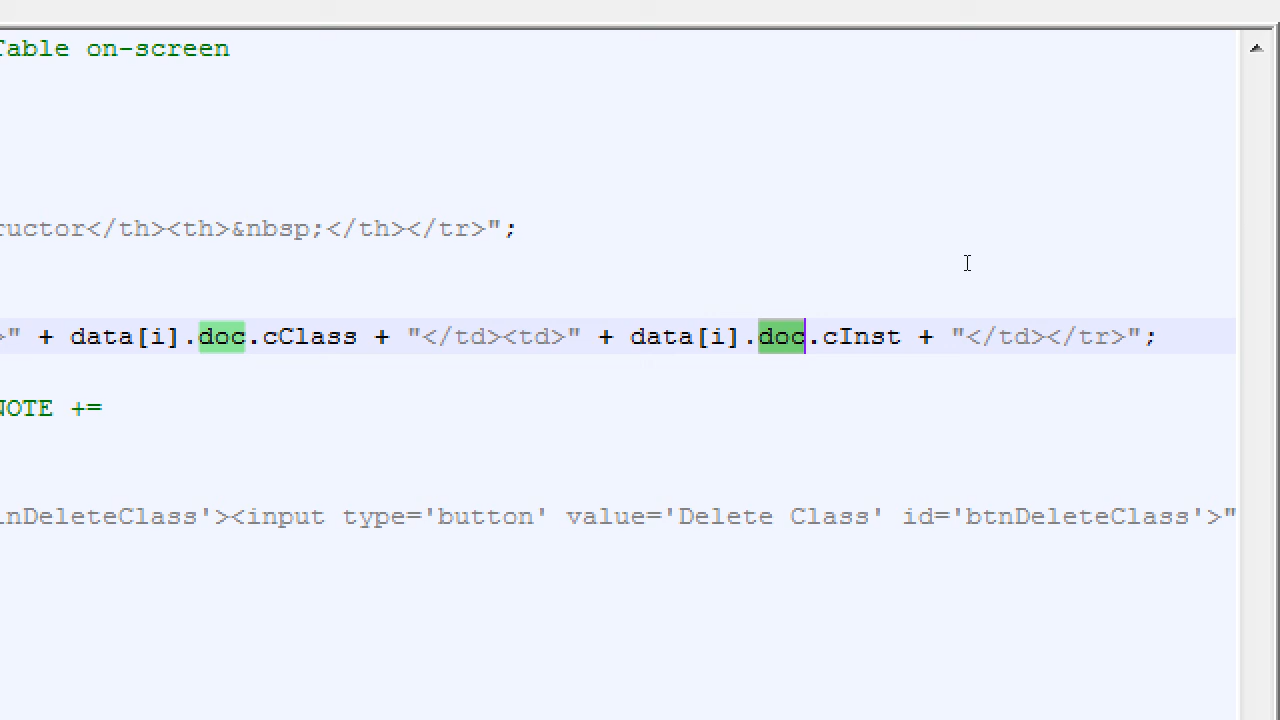 Table on-screen
ructor</th><th>&nbsp;</th></tr>";
>" + data[i].doc.cClass + "</td><td>" + data[i].doc.cInst + "</td></tr>";
NOTE +=
nDeleteClass'><input type='button' value='Delete Class' id='btnDeleteClass'>"